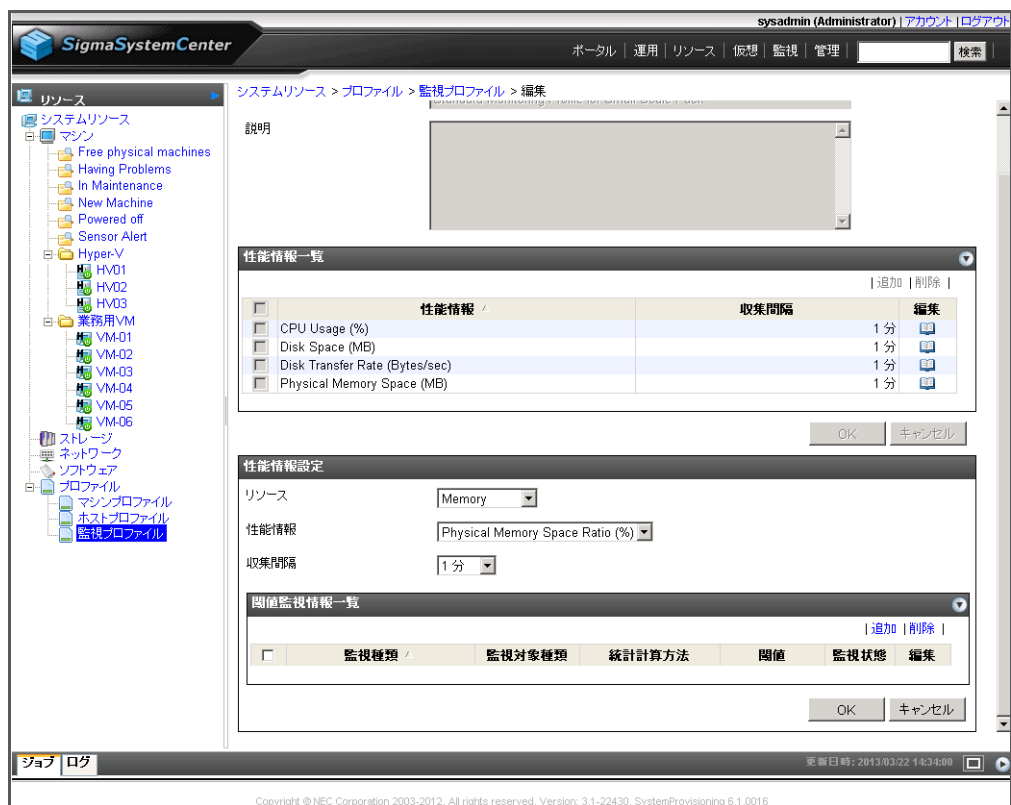 sysadmin (Administrator) | アカウント | ログアウト
SigmaSystemCenter
ポータル | 運用 | リソース | 仮想 | 監視 | 管理 | 検索 |
リソース
システムリソース
マシン
Free physical machines
Having Problems
In Maintenance
New Machine
Powered off
Sensor Alert
Hyper-V
HV01
HV02
HV03
業務用VM
VM-01
VM-02
VM-03
VM-04
VM-05
VM-06
ストレージ
ネットワーク
ソフトウェア
プロファイル
マシンプロファイル
ホストプロファイル
監視プロファイル
システムリソース > プロファイル > 監視プロファイル > 編集
Standard Monitoring Profile for Small Scale Pack
説明
性能情報一覧
| 追加 | 削除 |
性能情報 収集間隔 編集
CPU Usage (%) 1 分
Disk Space (MB) 1 分
Disk Transfer Rate (Bytes/sec) 1 分
Physical Memory Space (MB) 1 分
OK キャンセル
性能情報設定
リソース Memory
性能情報 Physical Memory Space Ratio (%)
収集間隔 1 分
閾値監視情報一覧
| 追加 | 削除 |
監視種類 監視対象種類 統計計算方法 閾値 監視状態 編集
OK キャンセル
ジョブ ログ 更新日時: 2013/03/22 14:34:00
Copyright © NEC Corporation 2003-2012. All rights reserved. Version: 3.1-22430, SystemProvisioning 6.1.0016